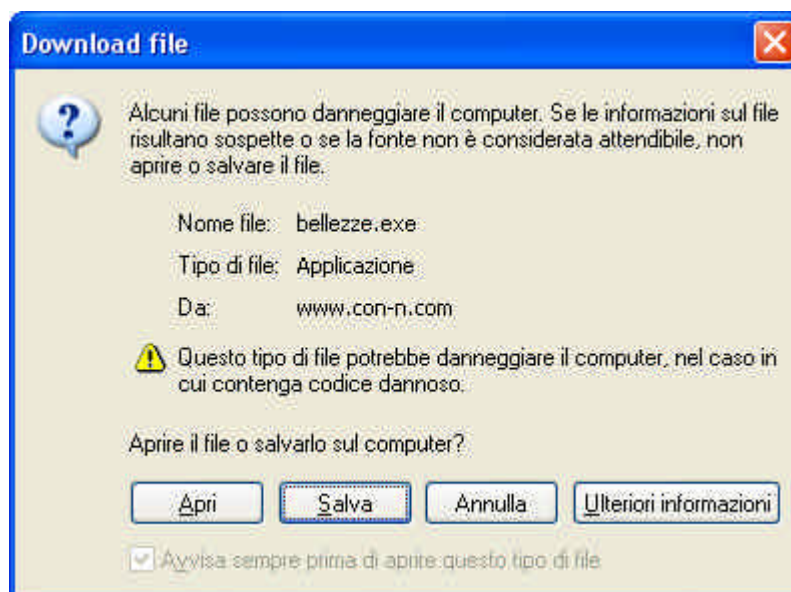 Download file
Alcuni file possono danneggiare il computer. Se le informazioni sul file
risultano sospette o se la fonte non è considerata attendibile, non
aprire o salvare il file.
Nome file: bellezze.exe
Tipo di file: Applicazione
Da: www.con-n.com
Questo tipo di file potrebbe danneggiare il computer, nel caso in
cui contenga codice dannoso.
Aprire il file o salvarlo sul computer?
Apri Salva Annulla Ulteriori informazioni
Avvisa sempre prima di aprire questo tipo di file